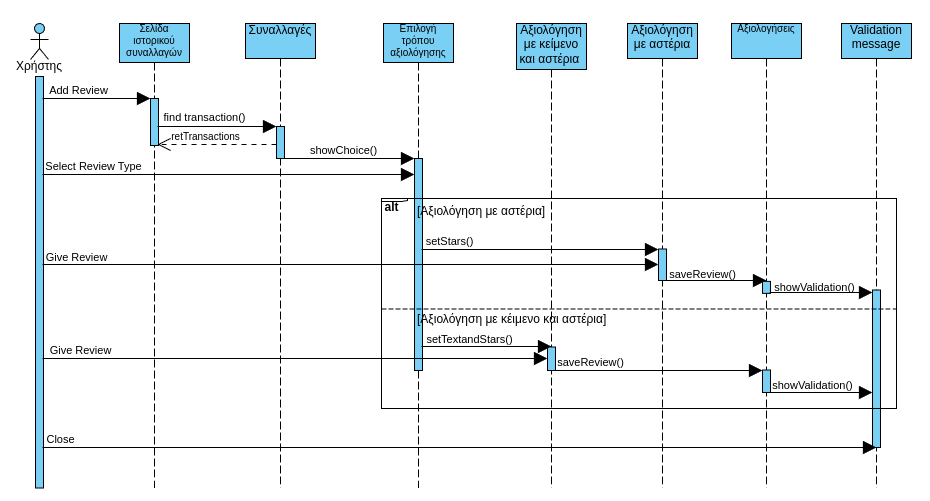 Χρήστης
Σελίδα
ιστορικού
συναλλαγών
Συναλλαγές
Επιλογή
τρόπου
αξιολόγησης
Αξιολόγηση
με κείμενο
και αστέρια
Αξιολόγηση
με αστέρια
Αξιολογήσεις
Validation
message
Add Review
find transaction()
retTransactions
showChoice()
Select Review Type
alt
[Αξιολόγηση με αστέρια]
setStars()
Give Review
saveReview()
showValidation()
[Αξιολόγηση με κέιμενο και αστέρια]
setTextandStars()
Give Review
saveReview()
showValidation()
Close